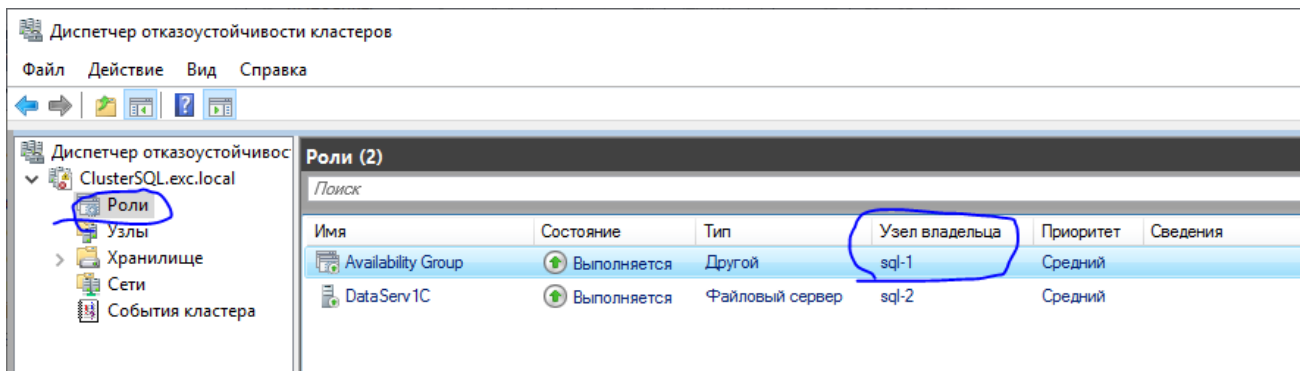 Диспетчер отказоустойчивости кластеров
Файл Действие Вид Справка
Диспетчер отказоустойчивос
ClusterSQL.exc.local
Роли
Узлы
Хранилище
Сети
События кластера
Роли (2)
Поиск
Имя Состояние Тип Узел владельца Приоритет Сведения
Availability Group Выполняется Другой sql-1 Средний
DataServ1C Выполняется Файловый сервер sql-2 Средний